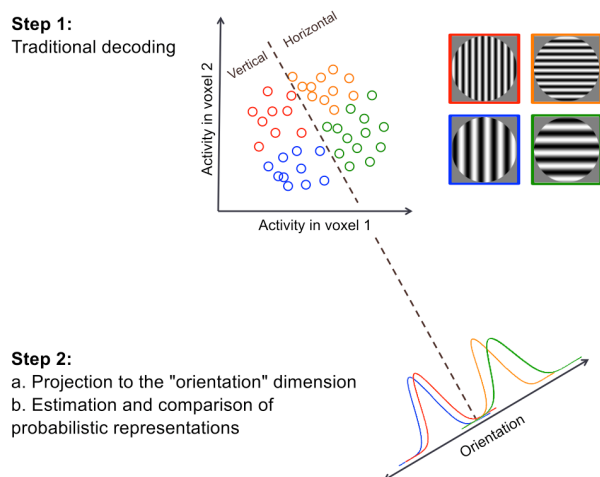 Step 1:
Traditional decoding
Vertical
Horizontal
Activity in voxel 2
Activity in voxel 1
Step 2:
a. Projection to the "orientation" dimension
b. Estimation and comparison of
probabilistic representations
Orientation